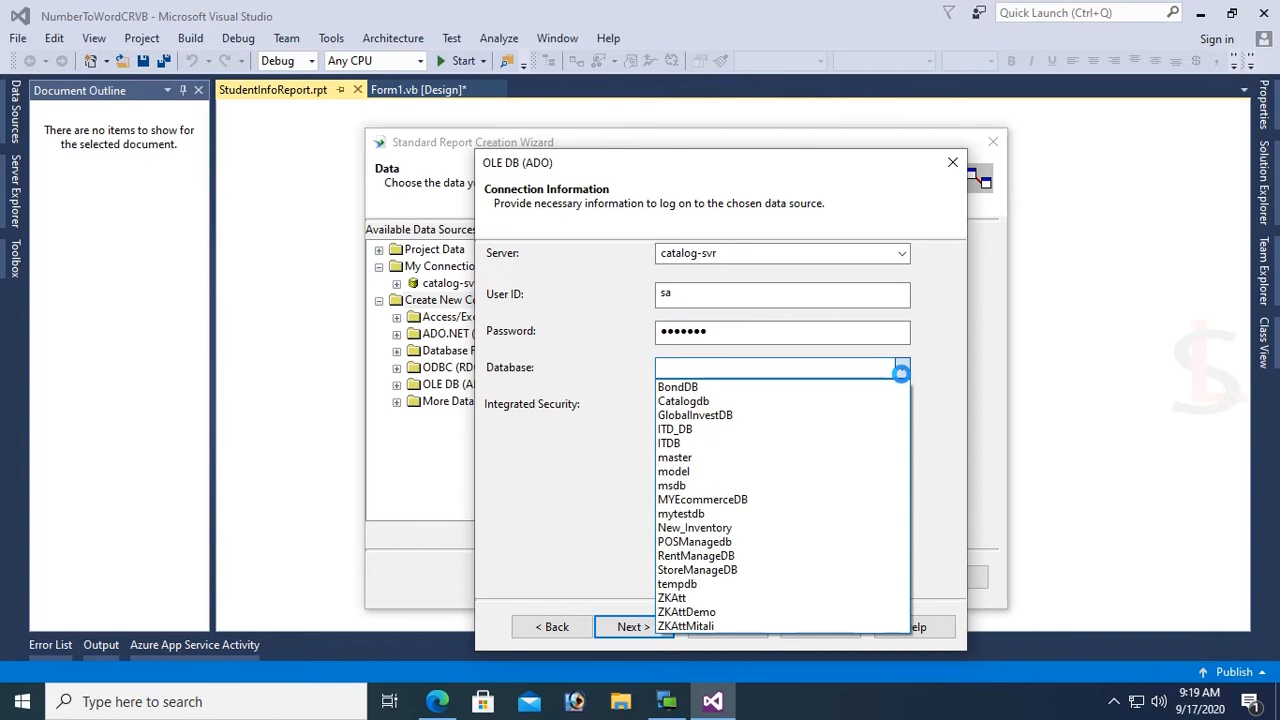 NumberToWordCRVB - Microsoft Visual Studio
Quick Launch (Ctrl+Q)
File Edit View Project Build Debug Team Tools Architecture Test Analyze Window Help
Sign in
Debug Any CPU Start
Document Outline
StudentInfoReport.rpt
Form1.vb [Design]*
There are no items to show for
the selected document.
Data Sources
Server Explorer
Toolbox
Properties
Solution Explorer
Team Explorer
Class View
Standard Report Creation Wizard
Data
Choose the data y
Available Data Sources
Project Data
My Connectio
catalog-sv
Create New Co
Access/Exc
ADO.NET (
Database F
ODBC (RD
OLE DB (A
More Data
OLE DB (ADO)
Connection Information
Provide necessary information to log on to the chosen data source.
Server: catalog-svr
User ID: sa
Password: •••••••
Database:
BondDB
Catalogdb
GlobalInvestDB
ITD_DB
ITDB
master
model
msdb
MYEcommerceDB
mytestdb
New_Inventory
POSManagedb
RentManageDB
StoreManageDB
tempdb
ZKAtt
ZKAttDemo
ZKAttMitali
Integrated Security:
< Back Next > elp
Error List Output Azure App Service Activity
Publish
Type here to search
9:19 AM
9/17/2020
1